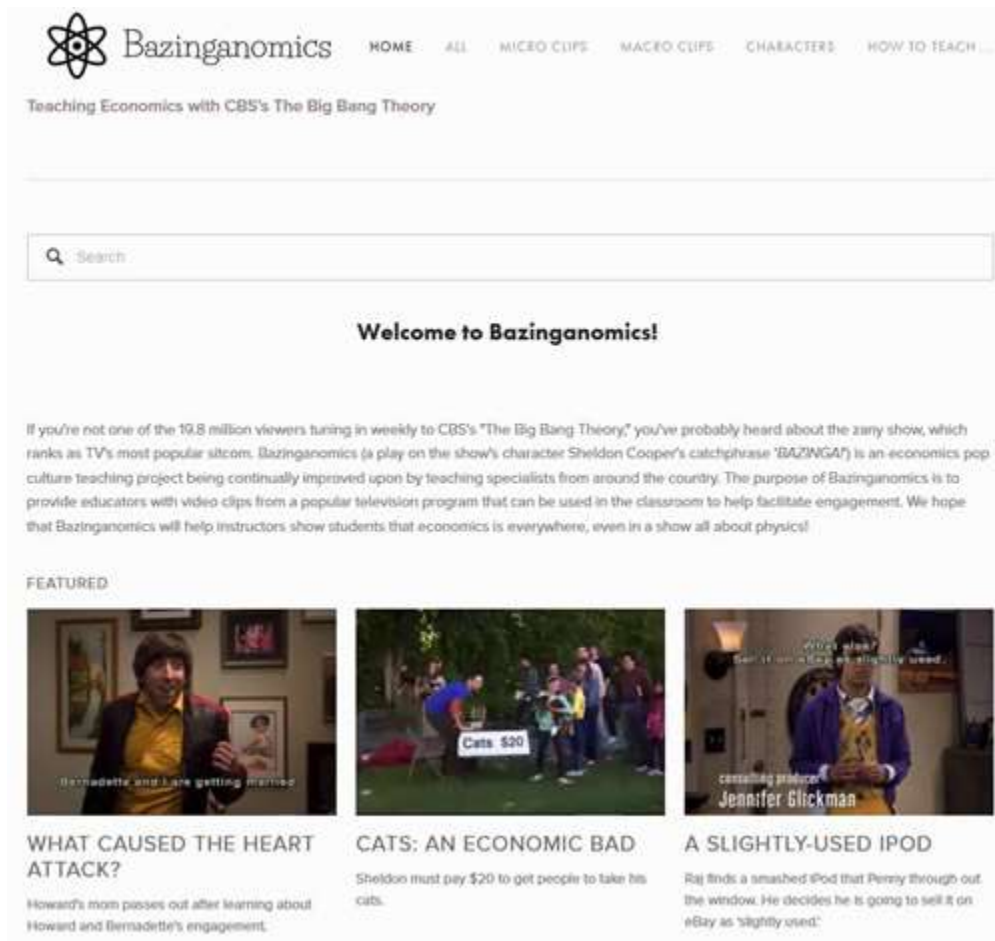 Bazinganomics HOME ALL MICRO CLIPS MACRO CLIPS CHARACTERS HOW TO TEACH ...
Teaching Economics with CBS's The Big Bang Theory
Search
Welcome to Bazinganomics!
If you're not one of the 19.8 million viewers tuning in weekly to CBS's "The Big Bang Theory," you've probably heard about the zany show, which
ranks as TV's most popular sitcom. Bazinganomics (a play on the show's character Sheldon Cooper's catchphrase 'BAZINGA!') is an economics pop
culture teaching project being continually improved upon by teaching specialists from around the country. The purpose of Bazinganomics is to
provide educators with video clips from a popular television program that can be used in the classroom to help facilitate engagement. We hope
that Bazinganomics will help instructors show students that economics is everywhere, even in a show all about physics!
FEATURED
Bernadette and I are getting married
Cats $20
What else?
Sell it on eBay as slightly used.
consulting producer
Jennifer Glickman
WHAT CAUSED THE HEART
ATTACK?
Howard's mom passes out after learning about
Howard and Bernadette's engagement.
CATS: AN ECONOMIC BAD
Sheldon must pay $20 to get people to take his
cats.
A SLIGHTLY-USED IPOD
Raj finds a smashed iPod that Penny through out
the window. He decides he is going to sell it on
eBay as 'slightly used.'